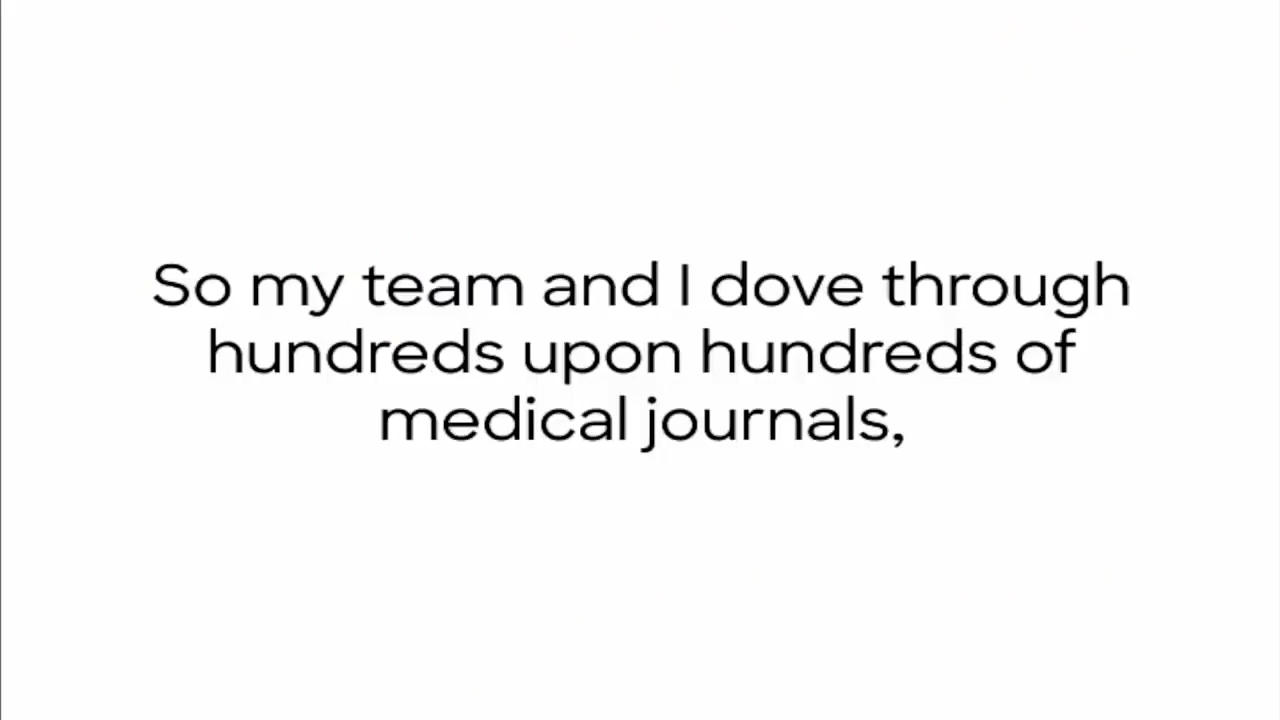 So my team and I dove through
hundreds upon hundreds of
medical journals,